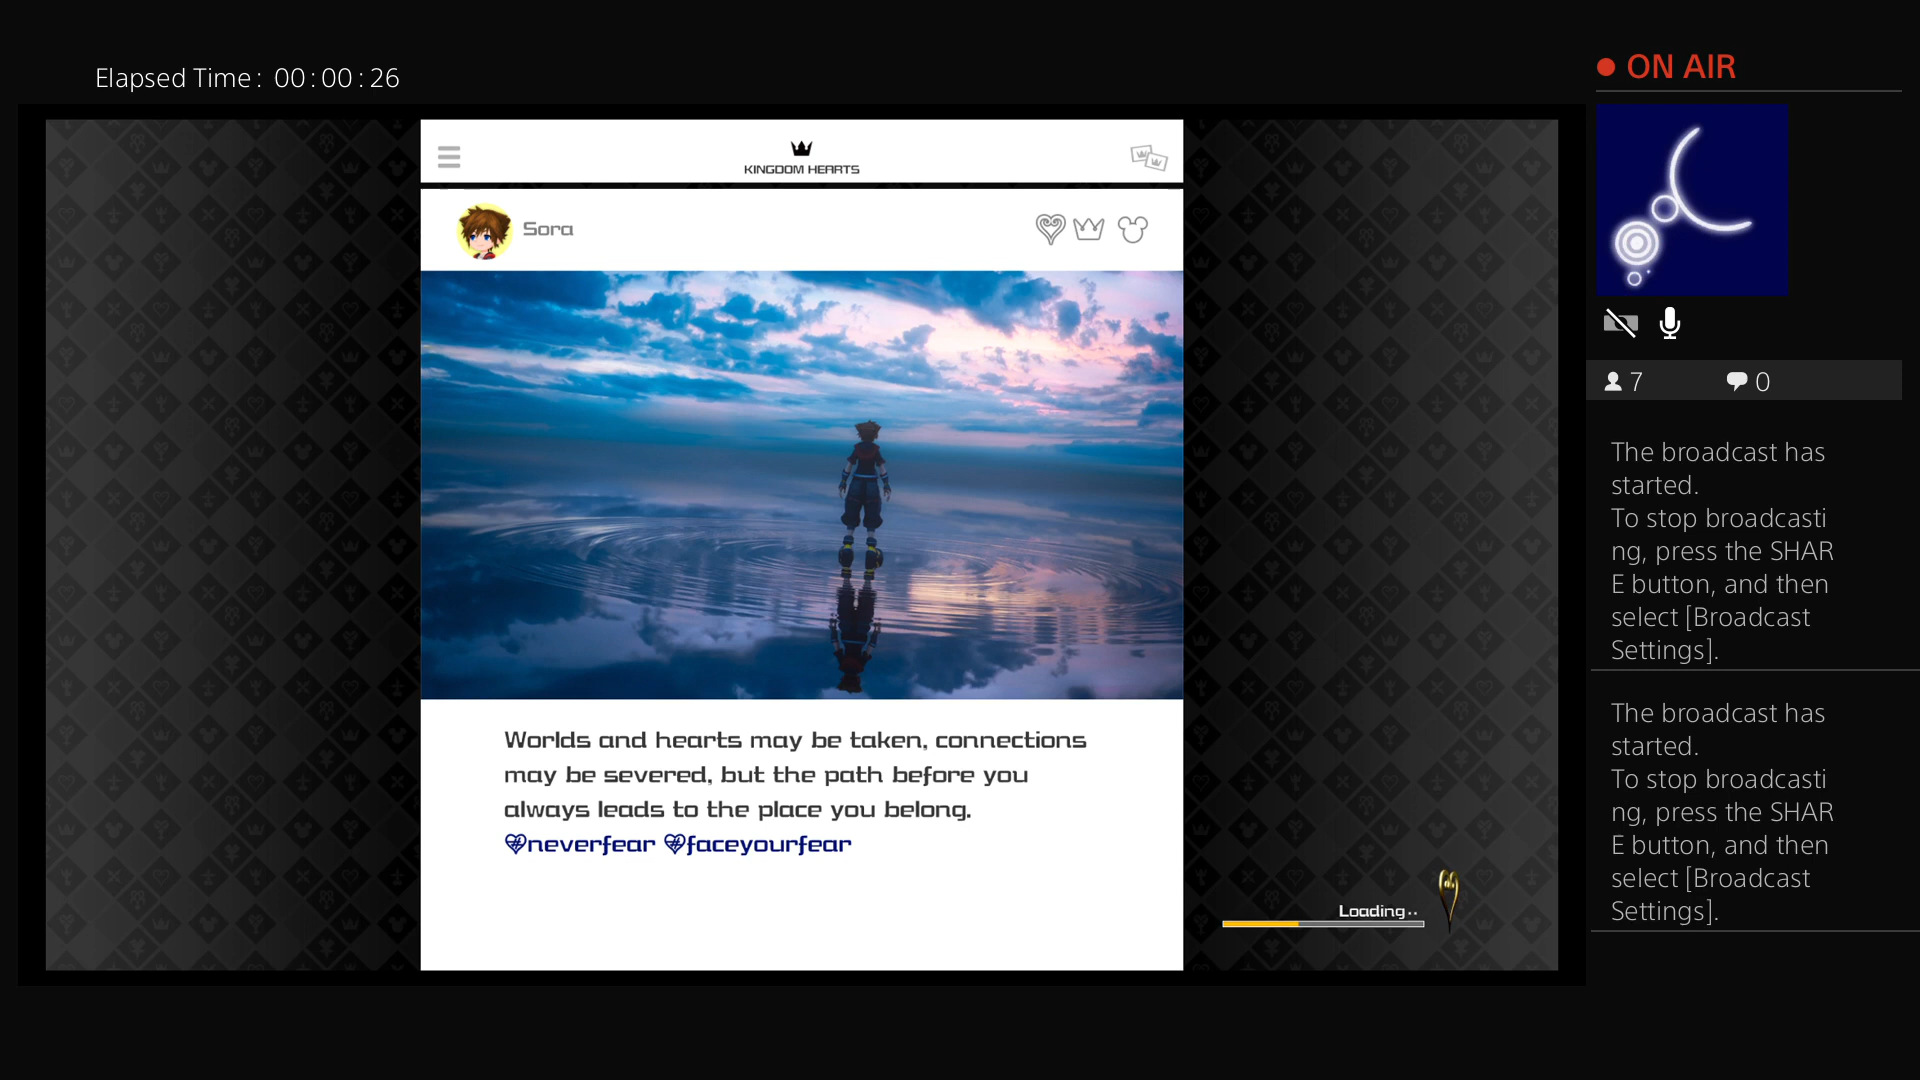 Elapsed Time: 00:00:26
ON AIR
KINGDOM HEARTS
Sora
Worlds and hearts may be taken, connections
may be severed, but the path before you
always leads to the place you belong.
neverfear faceyourfear
Loading..
7 0
The broadcast has
started.
To stop broadcasti
ng, press the SHAR
E button, and then
select [Broadcast
Settings].
The broadcast has
started.
To stop broadcasti
ng, press the SHAR
E button, and then
select [Broadcast
Settings].